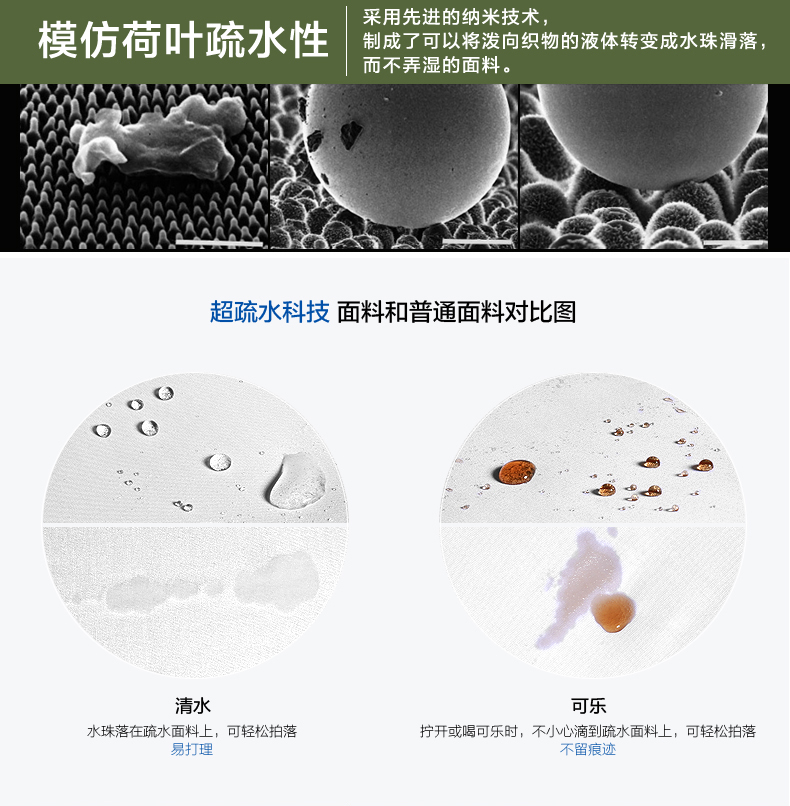 模仿荷叶疏水性
采用先进的纳米技术，
制成了可以将泼向织物的液体转变成水珠滑落，
而不弄湿的面料。
超疏水科技 面料和普通面料对比图
清水
水珠落在疏水面料上，可轻松拍落
易打理
可乐
拧开或喝可乐时，不小心滴到疏水面料上，可轻松拍落
不留痕迹